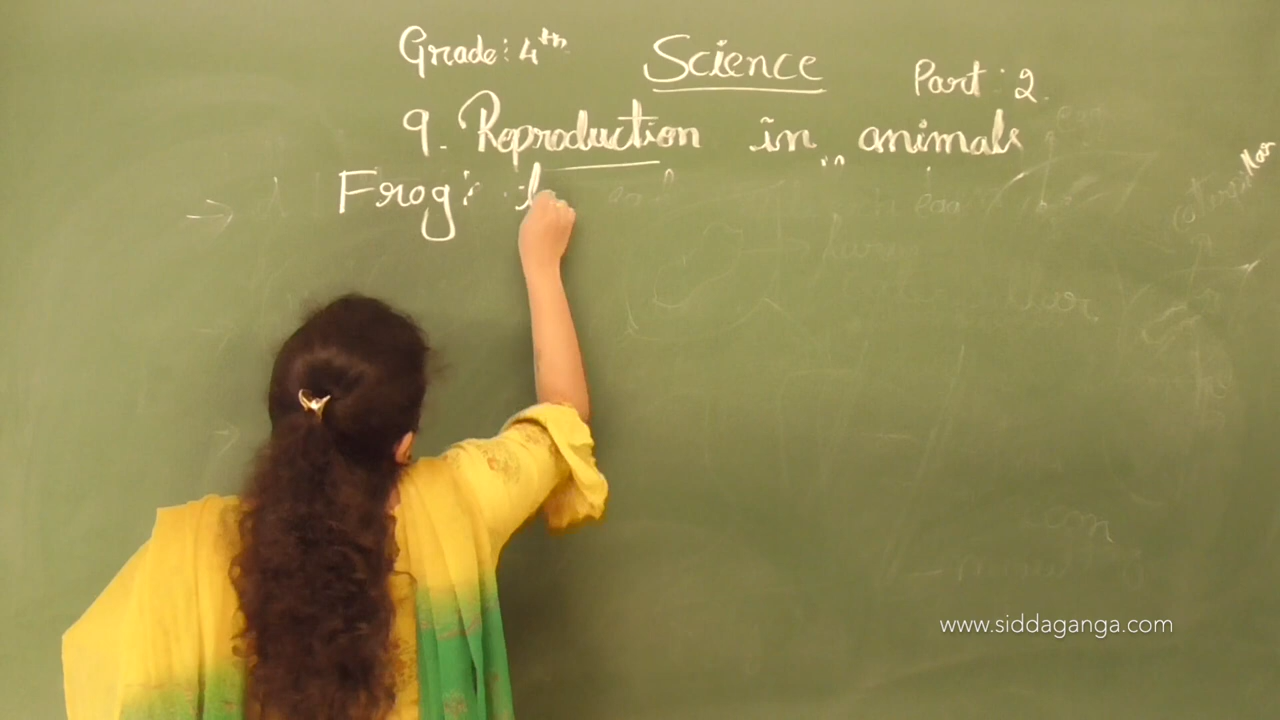 Grade: 4th Science Part: 2.
9. Reproduction in animals
Frog:
www.siddaganga.com